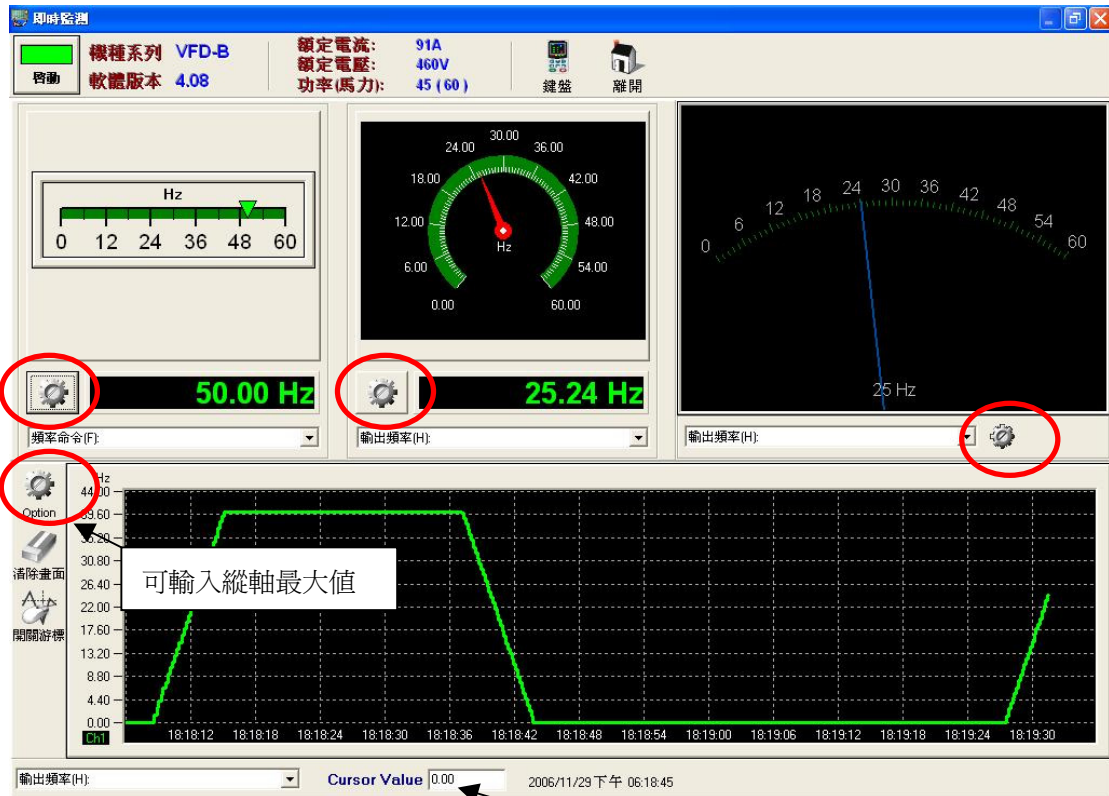 即時監測
啓動
機種系列 VFD-B
軟體版本 4.08
額定電流: 91A
額定電壓: 460V
功率(馬力): 45 ( 60 )
鍵盤
離開
Hz
0 12 24 36 48 60
50.00 Hz
頻率命令(F):
0.00 6.00 12.00 18.00 24.00 30.00 36.00 42.00 48.00 54.00 60.00
Hz
25.24 Hz
輸出頻率(H):
0 6 12 18 24 30 36 42 48 54 60
25 Hz
輸出頻率(H):
Option
清除畫面
開關游標
Hz
44.00
39.60
35.20
30.80
26.40
22.00
17.60
13.20
8.80
4.40
0.00
可輸入縱軸最大值
Ch1
18:18:12 18:18:18 18:18:24 18:18:30 18:18:36 18:18:42 18:18:48 18:18:54 18:19:00 18:19:06 18:19:12 18:19:18 18:19:24 18:19:30
輸出頻率(H):
Cursor Value 0.00
2006/11/29 下午 06:18:45